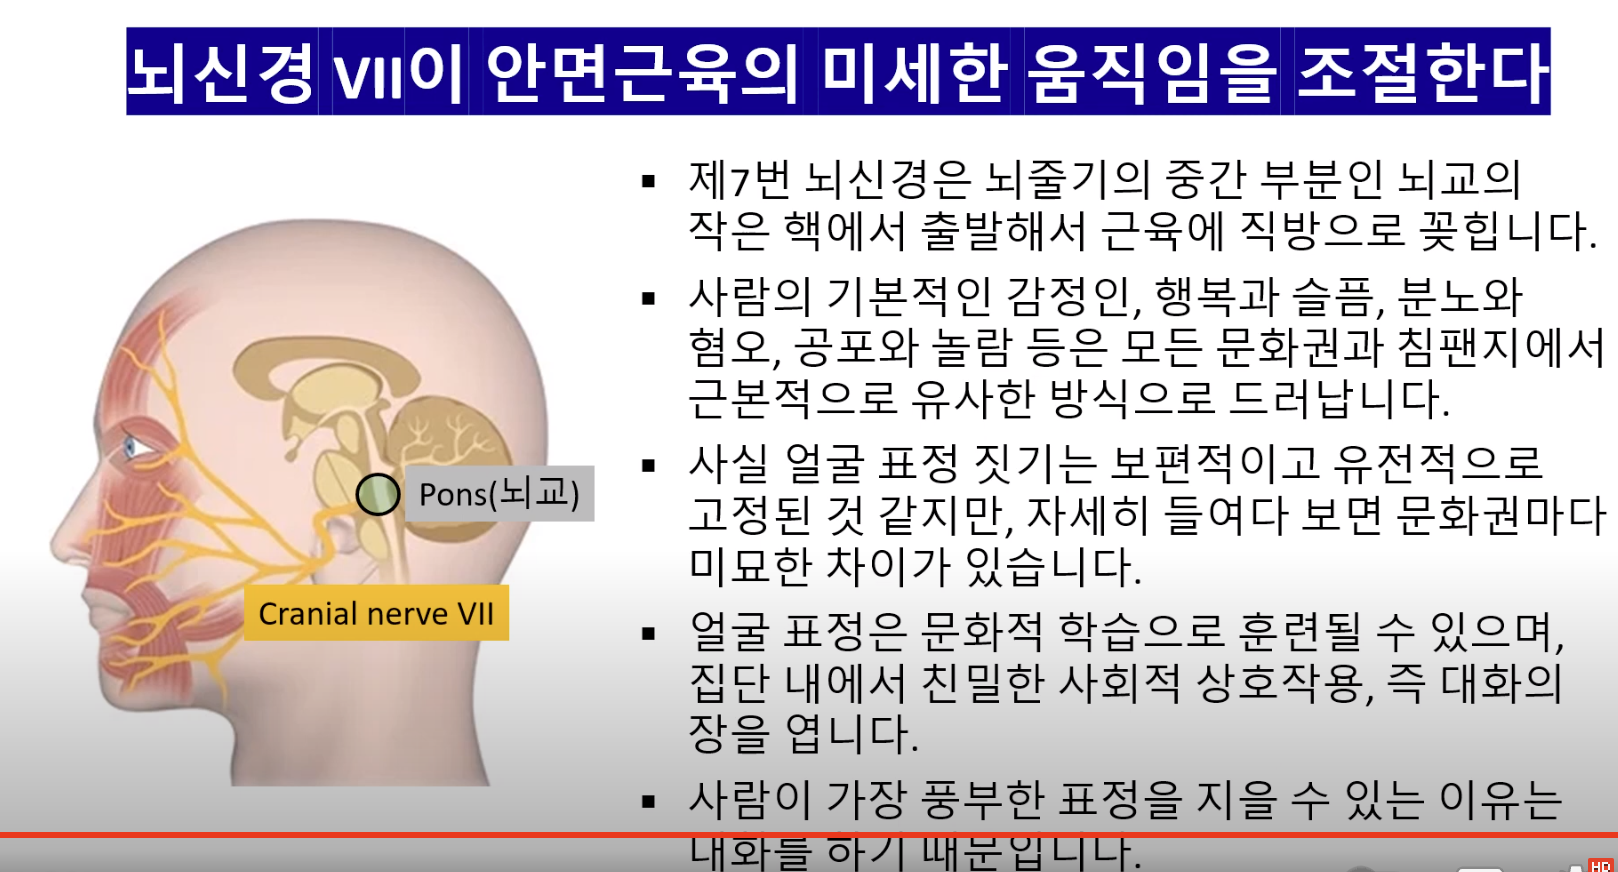 뇌신경 VII이 안면근육의 미세한 움직임을 조절한다
▪ 제7번 뇌신경은 뇌줄기의 중간 부분인 뇌교의
작은 핵에서 출발해서 근육에 직방으로 꽂힙니다.
▪ 사람의 기본적인 감정인, 행복과 슬픔, 분노와
혐오, 공포와 놀람 등은 모든 문화권과 침팬지에서
근본적으로 유사한 방식으로 드러납니다.
▪ 사실 얼굴 표정 짓기는 보편적이고 유전적으로
고정된 것 같지만, 자세히 들여다 보면 문화권마다
미묘한 차이가 있습니다.
▪ 얼굴 표정은 문화적 학습으로 훈련될 수 있으며,
집단 내에서 친밀한 사회적 상호작용, 즉 대화의
장을 엽니다.
▪ 사람이 가장 풍부한 표정을 지을 수 있는 이유는
대화를 하기 때문입니다.
Pons(뇌교)
Cranial nerve VII
HD